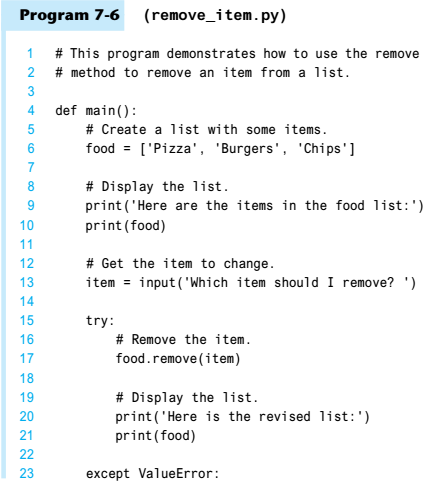 Program 7-6 (remove_item.py)
1 # This program demonstrates how to use the remove
2 # method to remove an item from a list.
3
4 def main():
5     # Create a list with some items.
6     food = ['Pizza', 'Burgers', 'Chips']
7
8     # Display the list.
9     print('Here are the items in the food list:')
10     print(food)
11
12     # Get the item to change.
13     item = input('Which item should I remove? ')
14
15     try:
16         # Remove the item.
17         food.remove(item)
18
19         # Display the list.
20         print('Here is the revised list:')
21         print(food)
22
23     except ValueError: